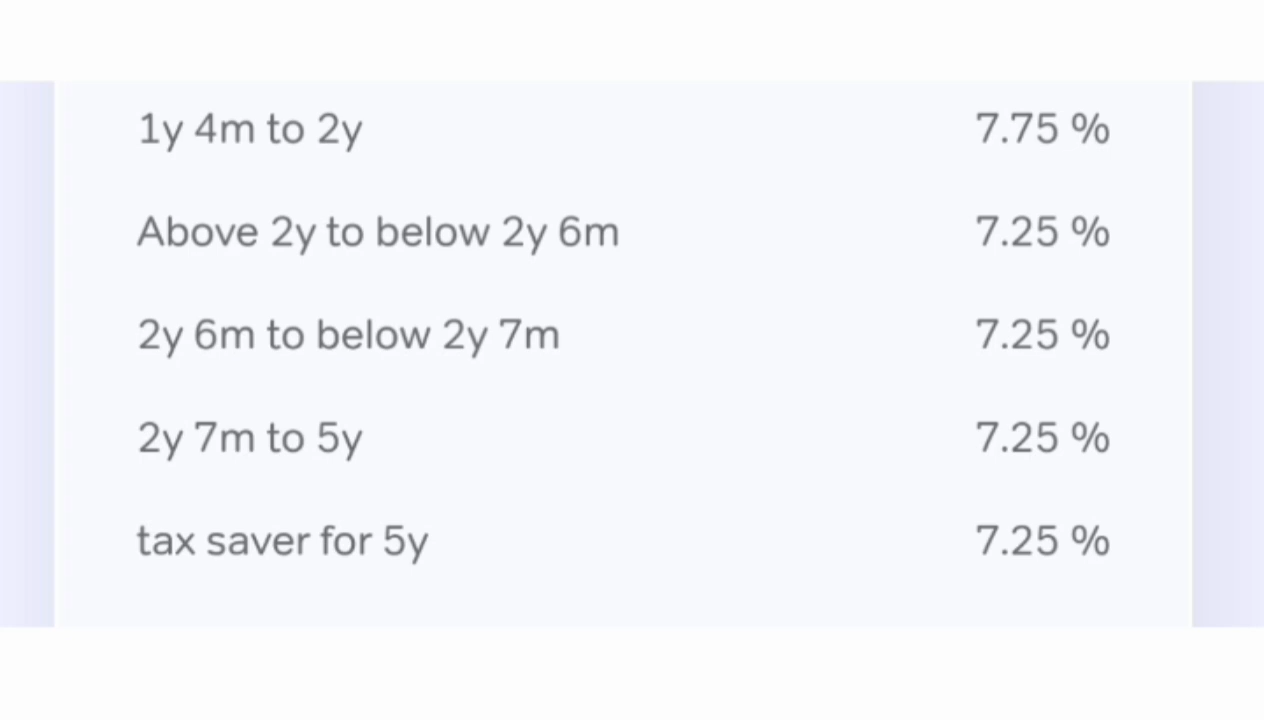 1y 4m to 2y 7.75 %
Above 2y to below 2y 6m 7.25 %
2y 6m to below 2y 7m 7.25 %
2y 7m to 5y 7.25 %
tax saver for 5y 7.25 %